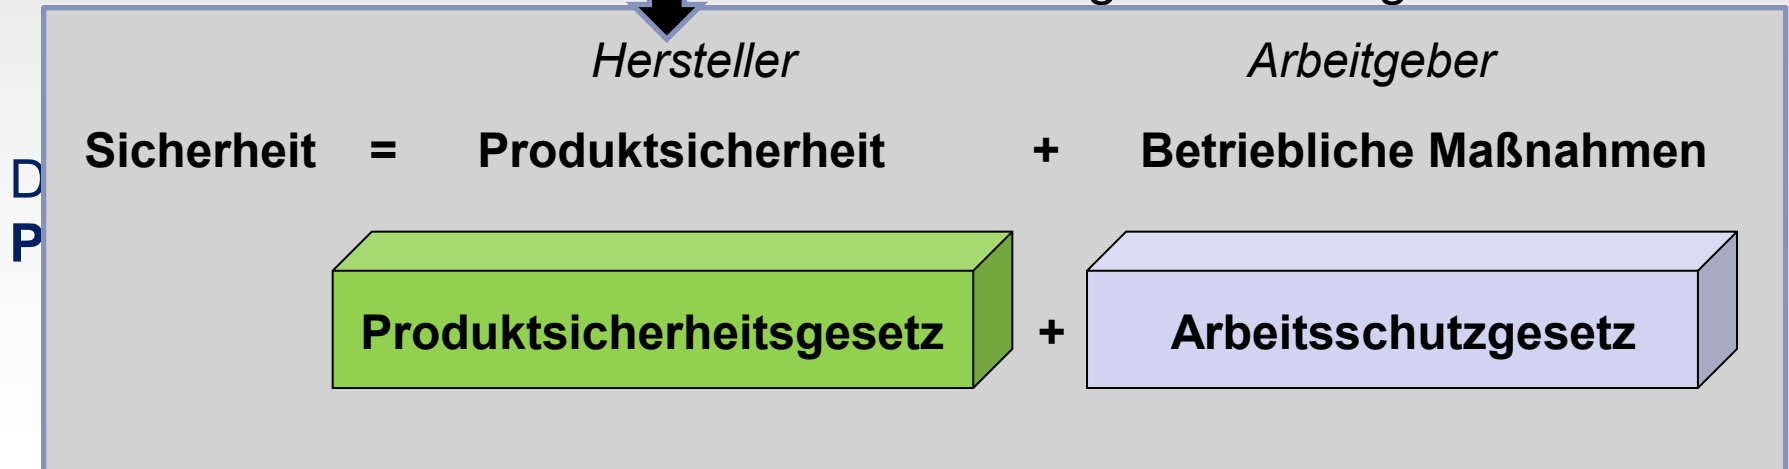 Hersteller Arbeitgeber
Sicherheit = Produktsicherheit + Betriebliche Maßnahmen
Produktsicherheitsgesetz + Arbeitsschutzgesetz